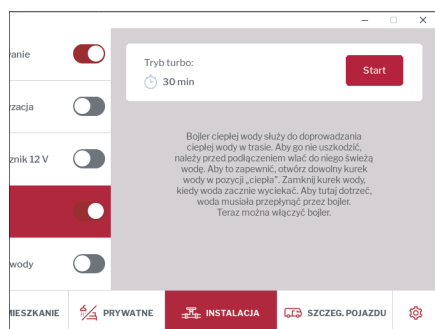 Tryb turbo:
30 min
Start
Bojler ciepłej wody służy do doprowadzania
ciepłej wody w trasie. Aby go nie uszkodzić,
należy przed podłączeniem wlać do niego świeżą
wodę. Aby to zapewnić, otwórz dowolny kurek
wody w pozycji „ciepła". Zamknij kurek wody,
kiedy woda zacznie wyciekać. Aby tutaj dotrzeć,
woda musiała przepłynąć przez bojler.
Teraz można włączyć bojler.
znik 12 V
wody
PRYWATNE
INSTALACJA
SZCZEG. POJAZDU